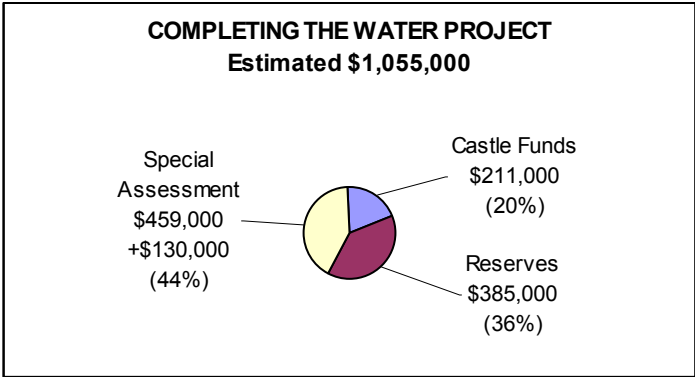 COMPLETING THE WATER PROJECT
Estimated $1,055,000
Special
Assessment
$459,000
+$130,000
(44%)
Castle Funds
$211,000
(20%)
Reserves
$385,000
(36%)